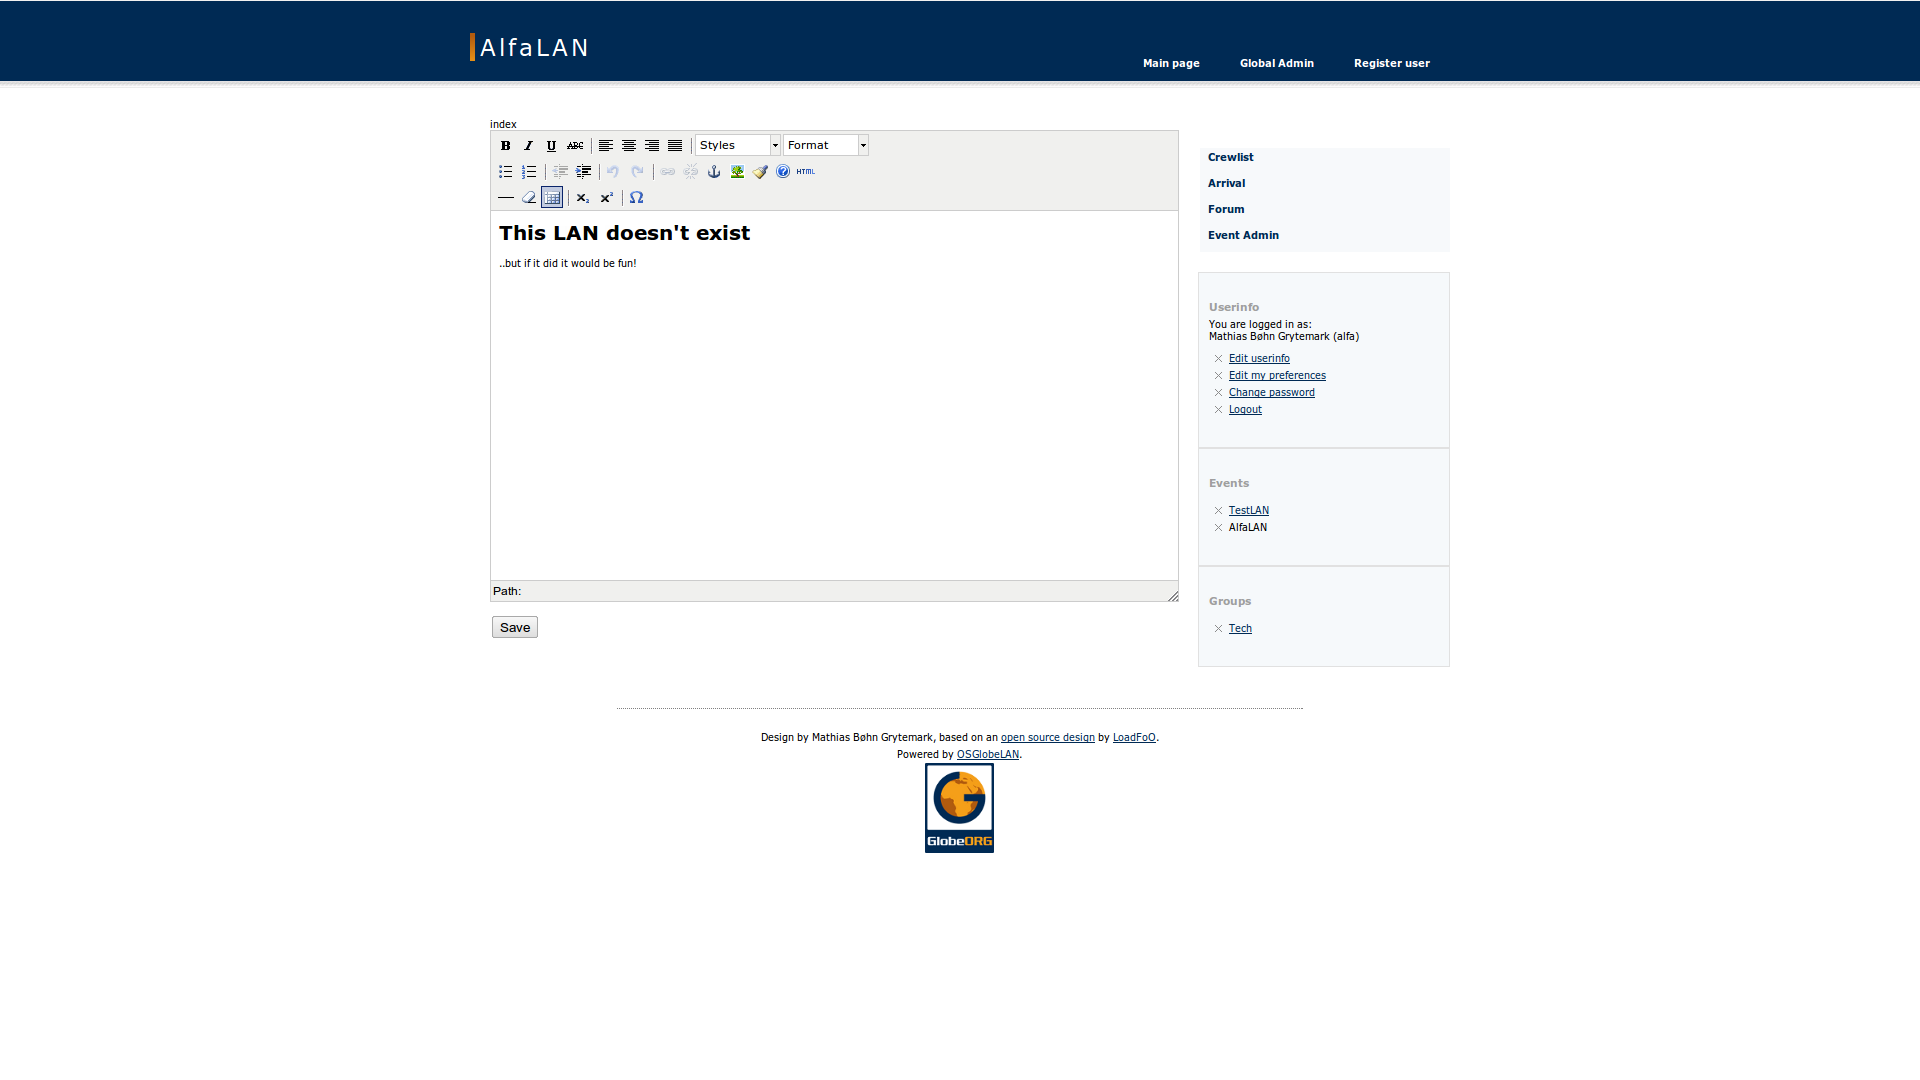 AlfaLAN
Main page Global Admin Register user
index
B I U ABC Styles Format
HTML
x₂ x² Ω
This LAN doesn't exist
..but if it did it would be fun!
Path:
Save
Crewlist
Arrival
Forum
Event Admin
Userinfo
You are logged in as:
Mathias Bøhn Grytemark (alfa)
Edit userinfo
Edit my preferences
Change password
Logout
Events
TestLAN
AlfaLAN
Groups
Tech
Design by Mathias Bøhn Grytemark, based on an open source design by LoadFoO.
Powered by OSGlobeLAN.
GlobeORG